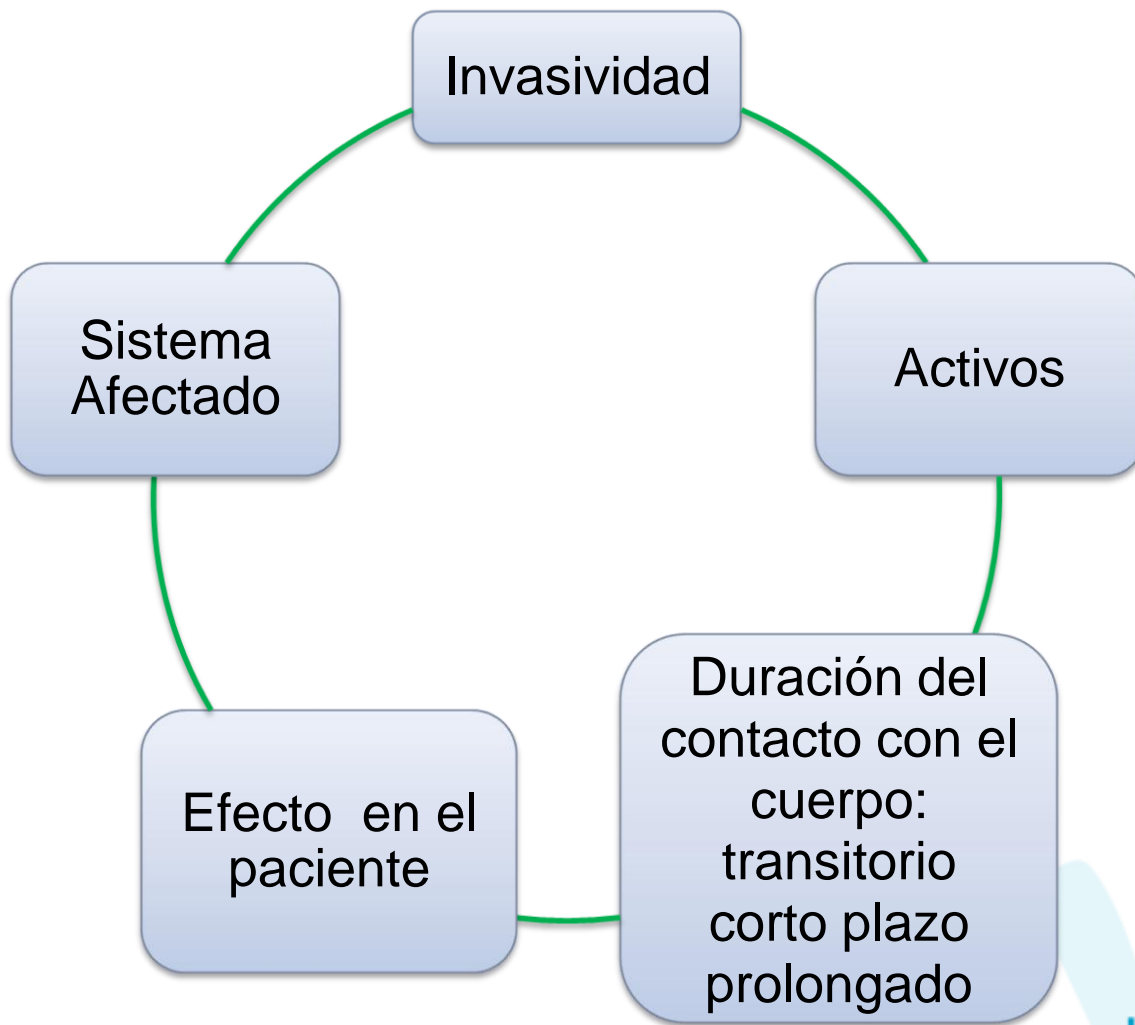 Invasividad
Sistema
Afectado
Activos
Efecto en el
paciente
Duración del
contacto con el
cuerpo:
transitorio
corto plazo
prolongado